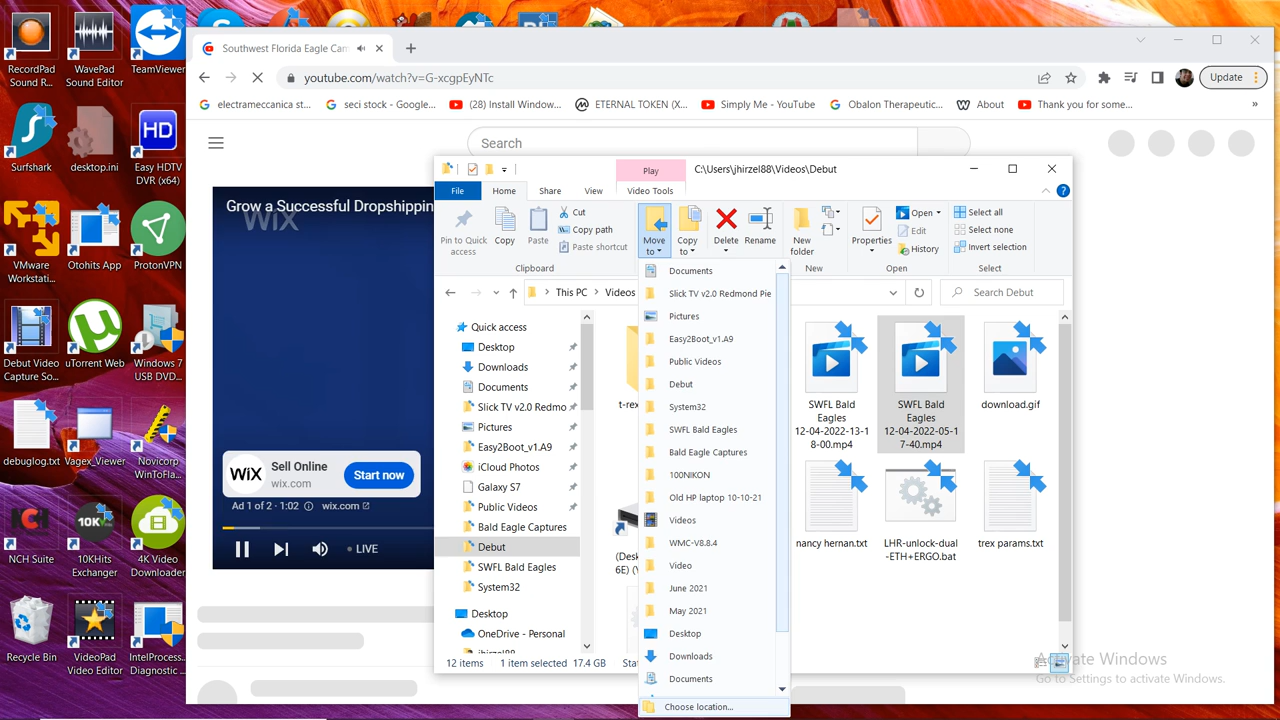 RecordPad
Sound R...
WavePad
Sound Editor
TeamViewer
Surfshark
desktop.ini
Easy HDTV
DVR (x64)
VMware
Workstati...
Otohits App
ProtonVPN
Debut Video
Capture So...
uTorrent Web
Windows 7
USB DVD...
debuglog.txt
Vagex_Viewer
Novicorp
WinToFla...
NCH Suite
10KHits
Exchanger
4K Video
Downloader
Recycle Bin
VideoPad
Video Editor
IntelProcess...
Diagnostic ...
HD
10K
Southwest Florida Eagle Cam
youtube.com/watch?v=G-xcgpEyNTc
Update
electrameccanica st...
seci stock - Google...
(28) Install Window...
ETERNAL TOKEN (X...
Simply Me - YouTube
Obalon Therapeutic...
About
Thank you for some...
Search
Grow a Successful Dropshippin
WIX
WiX
Sell Online
wix.com
Start now
Ad 1 of 2 · 1:02
wix.com
LIVE
Play
C:\Users\jhirzel88\Videos\Debut
File
Home
Share
View
Video Tools
Pin to Quick
access
Copy
Paste
Cut
Copy path
Paste shortcut
Move
to
Copy
to
Delete
Rename
New
folder
Properties
Open
Edit
History
Select all
Select none
Invert selection
Clipboard
New
Open
Select
This PC
Videos
Search Debut
Quick access
Desktop
Downloads
Documents
Slick TV v2.0 Redmo
Pictures
Easy2Boot_v1.A9
iCloud Photos
Galaxy S7
Public Videos
Bald Eagle Captures
Debut
SWFL Bald Eagles
System32
Desktop
OneDrive - Personal
jhirzel88
12 items
1 item selected
17.4 GB
Documents
Slick TV v2.0 Redmond Pie
Pictures
Easy2Boot_v1.A9
Public Videos
Debut
System32
SWFL Bald Eagles
Bald Eagle Captures
100NIKON
Old HP laptop 10-10-21
Videos
WMC-V8.8.4
Video
June 2021
May 2021
Desktop
Downloads
Documents
Choose location...
t-rex
(Desk
6E) (
SWFL Bald
Eagles
12-04-2022-13-1
8-00.mp4
SWFL Bald
Eagles
12-04-2022-05-1
7-40.mp4
download.gif
nancy hernan.txt
LHR-unlock-dual
-ETH+ERGO.bat
trex params.txt
Activate Windows
Go to Settings to activate Windows.